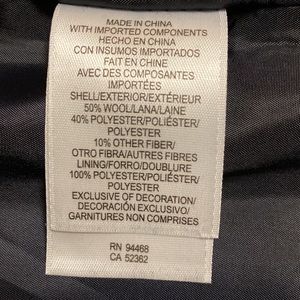 MADE IN CHINA
WITH IMPORTED COMPONENTS
HECHO EN CHINA
CON INSUMOS IMPORTADOS
FAIT EN CHINE
AVEC DES COMPOSANTES
IMPORTÉES
SHELL/EXTERIOR/EXTÉRIEUR
50% WOOL/LANA/LAINE
40% POLYESTER/POLIÉSTER/
POLYESTER
10% OTHER FIBER/
OTRO FIBRA/AUTRES FIBRES
LINING/FORRO/DOUBLURE
100% POLYESTER/POLIÉSTER/
POLYESTER
EXCLUSIVE OF DECORATION/
DECORACIÓN EXCLUSIVO/
GARNITURES NON COMPRISES
RN 94468
CA 52362